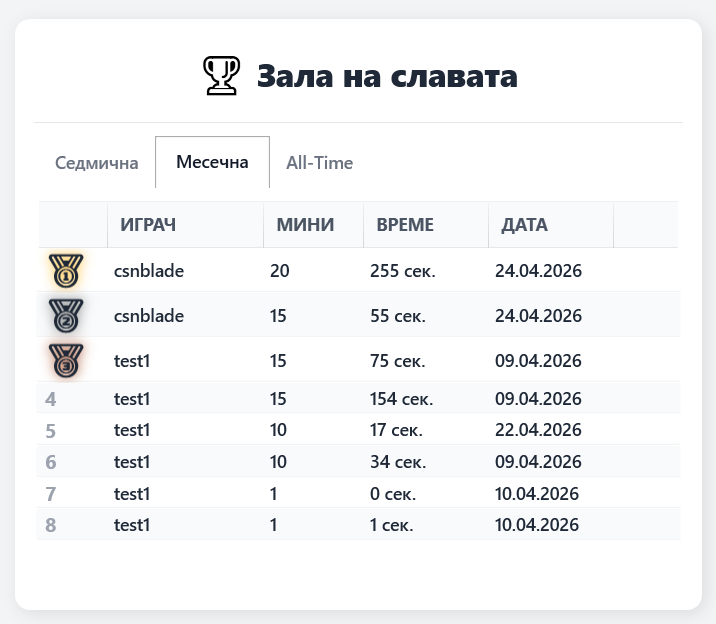 Зала на славата
Седмична Месечна All-Time
ИГРАЧ МИНИ ВРЕМЕ ДАТА
1 csnblade 20 255 сек. 24.04.2026
2 csnblade 15 55 сек. 24.04.2026
3 test1 15 75 сек. 09.04.2026
4 test1 15 154 сек. 09.04.2026
5 test1 10 17 сек. 22.04.2026
6 test1 10 34 сек. 09.04.2026
7 test1 1 0 сек. 10.04.2026
8 test1 1 1 сек. 10.04.2026